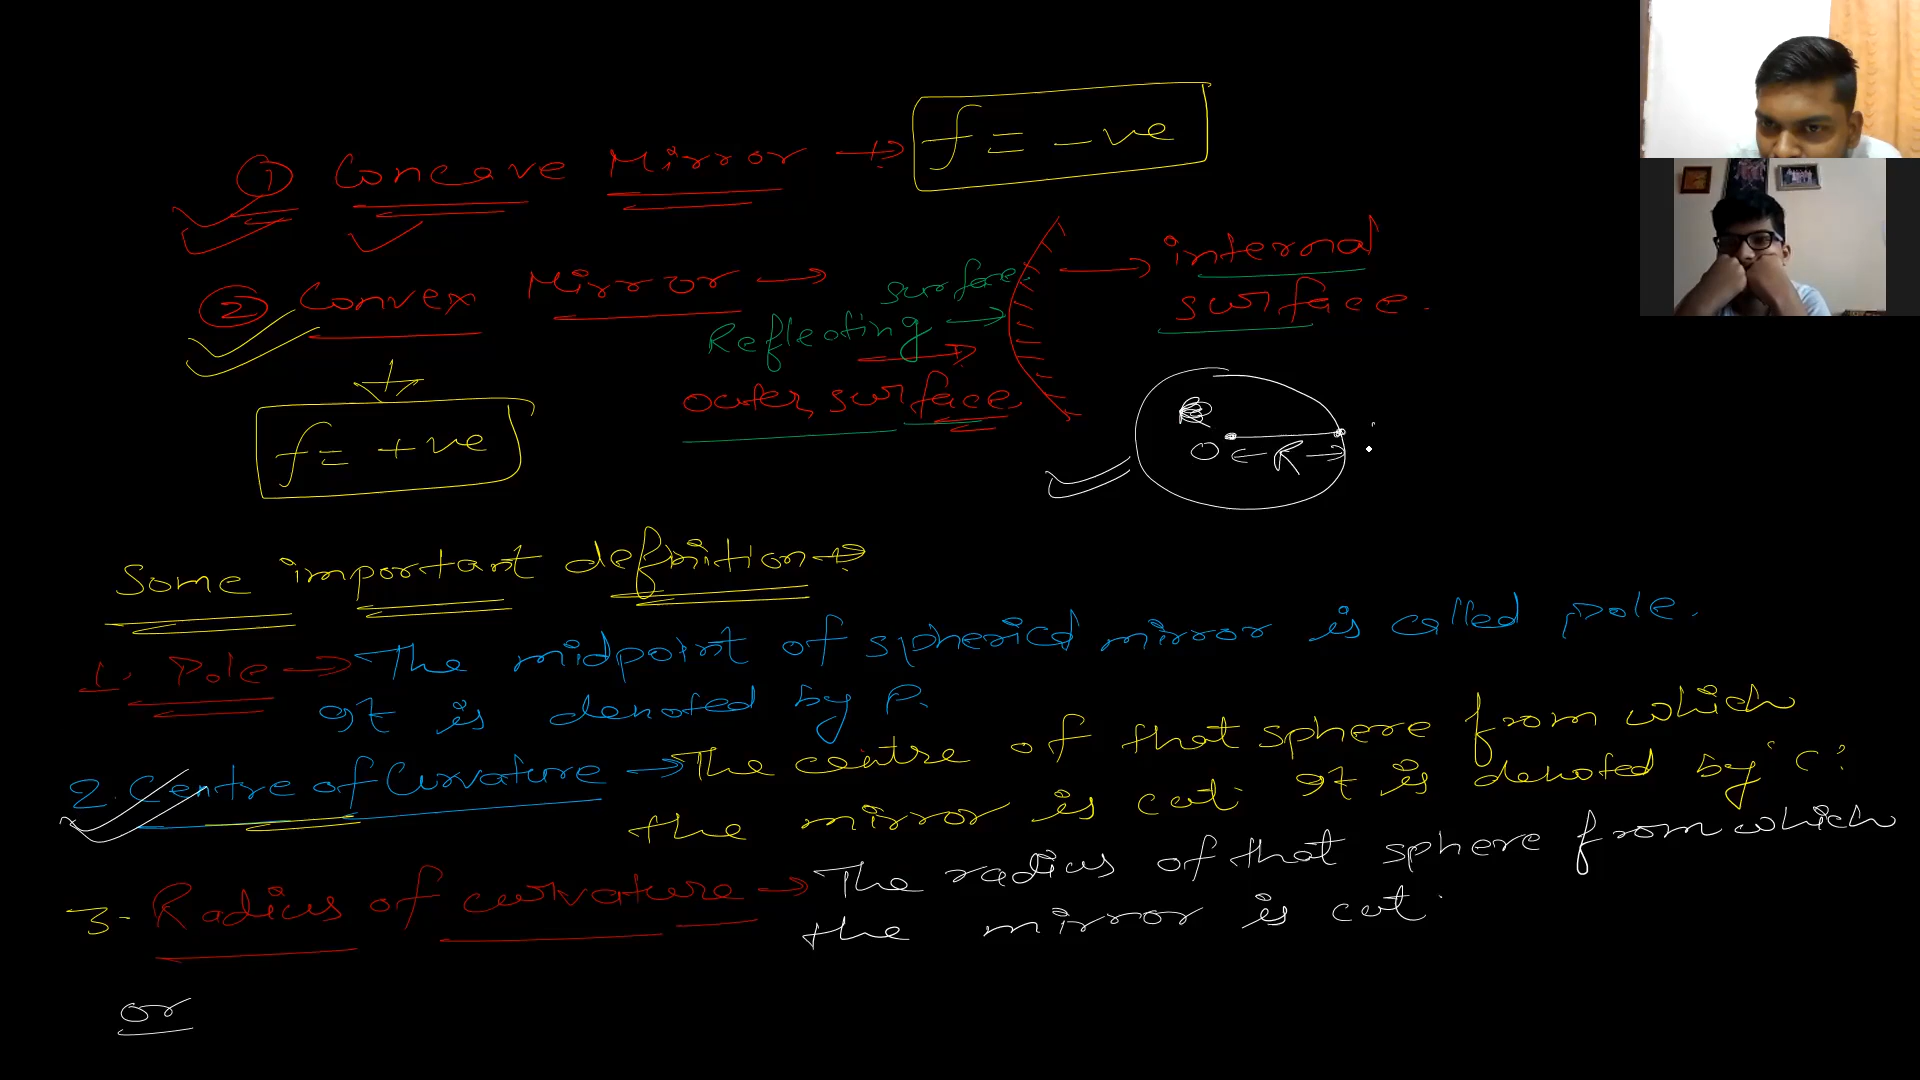 ① Concave Mirror → f = -ve
② Convex Mirror →
surface
Reflecting →
→ internal
surface.
outer surface
f = +ve
R
O ← R →
Some important definition →
1. Pole → The midpoint of spherical mirror is called pole.
It is denoted by P.
2. Centre of Curvature → The centre of that sphere from which
the mirror is cut. It is denoted by 'C'.
3- Radius of curvature → The radius of that sphere from which
the mirror is cut.
or